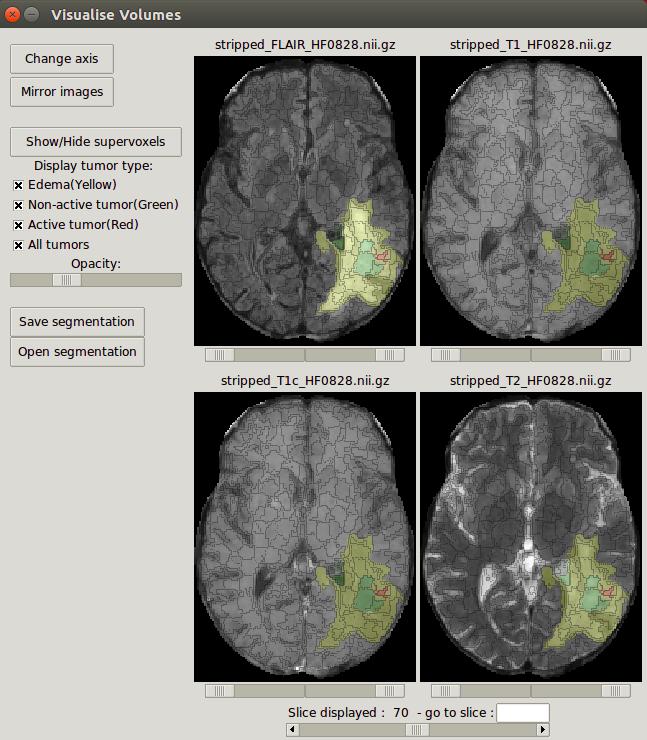 Visualise Volumes
Change axis
Mirror images
Show/Hide supervoxels
Display tumor type:
Edema(Yellow)
Non-active tumor(Green)
Active tumor(Red)
All tumors
Opacity:
Save segmentation
Open segmentation
stripped_FLAIR_HF0828.nii.gz
stripped_T1_HF0828.nii.gz
stripped_T1c_HF0828.nii.gz
stripped_T2_HF0828.nii.gz
Slice displayed : 70 - go to slice :